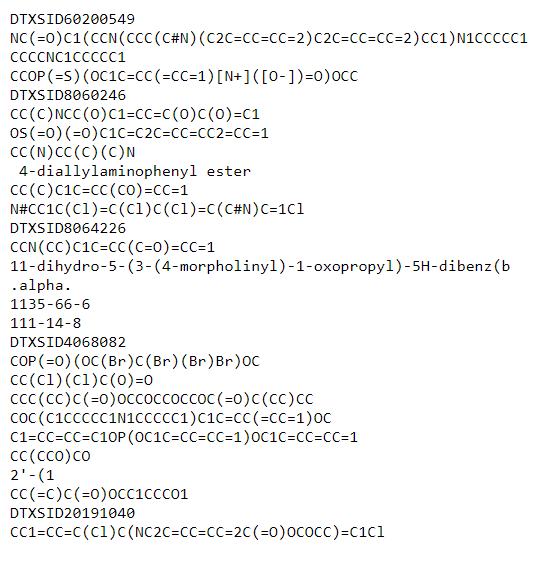 DTXSID60200549
NC(=O)C1(CCN(CCC(C#N)(C2C=CC=CC=2)C2C=CC=CC=2)CC1)N1CCCCC1
CCCCNC1CCCCC1
CCOP(=S)(OC1C=CC(=CC=1)[N+]([O-])=O)OCC
DTXSID8060246
CC(C)NCC(O)C1=CC=C(O)C(O)=C1
OS(=O)(=O)C1C=C2C=CC=CC2=CC=1
CC(N)CC(C)(C)N
4-diallylaminophenyl ester
CC(C)C1C=CC(CO)=CC=1
N#CC1C(Cl)=C(Cl)C(Cl)=C(C#N)C=1Cl
DTXSID8064226
CCN(CC)C1C=CC(C=O)=CC=1
11-dihydro-5-(3-(4-morpholinyl)-1-oxopropyl)-5H-dibenz(b
.alpha.
1135-66-6
111-14-8
DTXSID4068082
COP(=O)(OC(Br)C(Br)(Br)Br)OC
CC(Cl)(Cl)C(O)=O
CCC(CC)C(=O)OCCOCCOCCOC(=O)C(CC)CC
COC(C1CCCCC1N1CCCCC1)C1C=CC(=CC=1)OC
C1=CC=CC=C1OP(OC1C=CC=CC=1)OC1C=CC=CC=1
CC(CCO)CO
2'-(1
CC(=C)C(=O)OCC1CCCO1
DTXSID20191040
CC1=CC=C(Cl)C(NC2C=CC=CC=2C(=O)OCOCC)=C1Cl